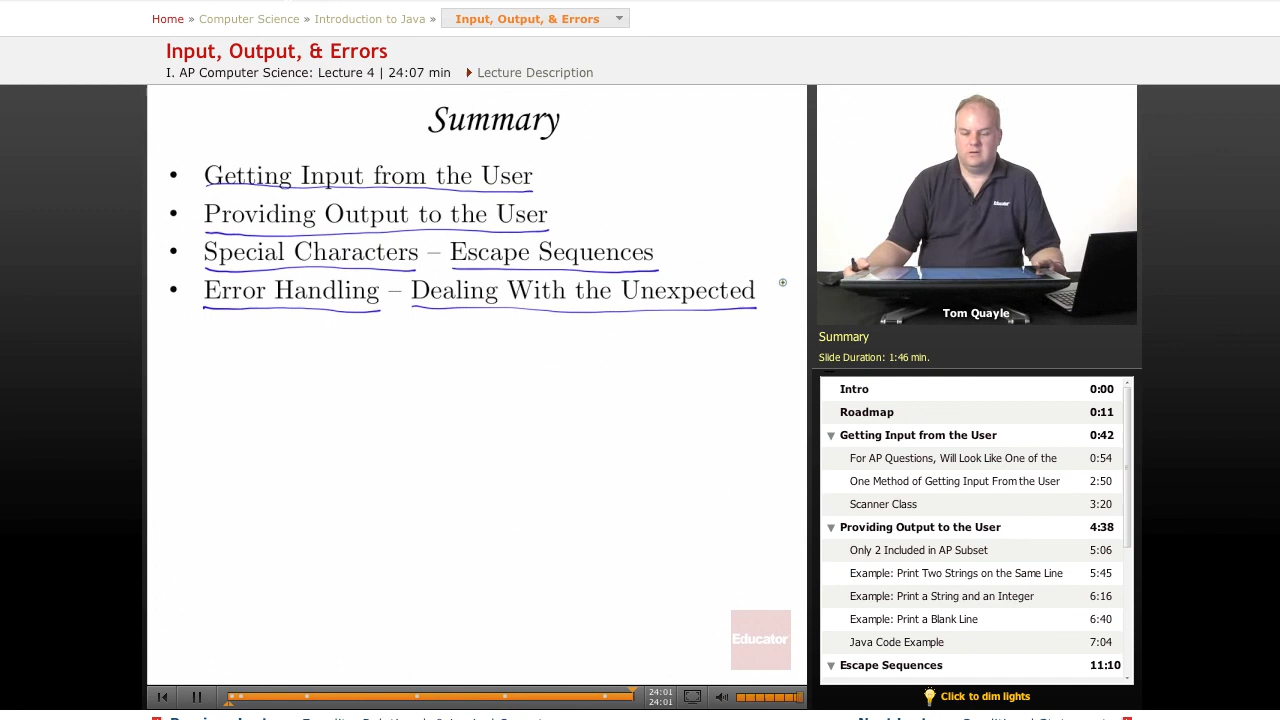 Home » Computer Science » Introduction to Java » Input, Output, & Errors
Input, Output, & Errors
I. AP Computer Science: Lecture 4 | 24:07 min Lecture Description
Summary
• Getting Input from the User
• Providing Output to the User
• Special Characters – Escape Sequences
• Error Handling – Dealing With the Unexpected
Educator
24:01
24:01
Educator
Tom Quayle
Summary
Slide Duration: 1:46 min.
Intro 0:00
Roadmap 0:11
Getting Input from the User 0:42
For AP Questions, Will Look Like One of the 0:54
One Method of Getting Input From the User 2:50
Scanner Class 3:20
Providing Output to the User 4:38
Only 2 Included in AP Subset 5:06
Example: Print Two Strings on the Same Line 5:45
Example: Print a String and an Integer 6:16
Example: Print a Blank Line 6:40
Java Code Example 7:04
Escape Sequences 11:10
Click to dim lights